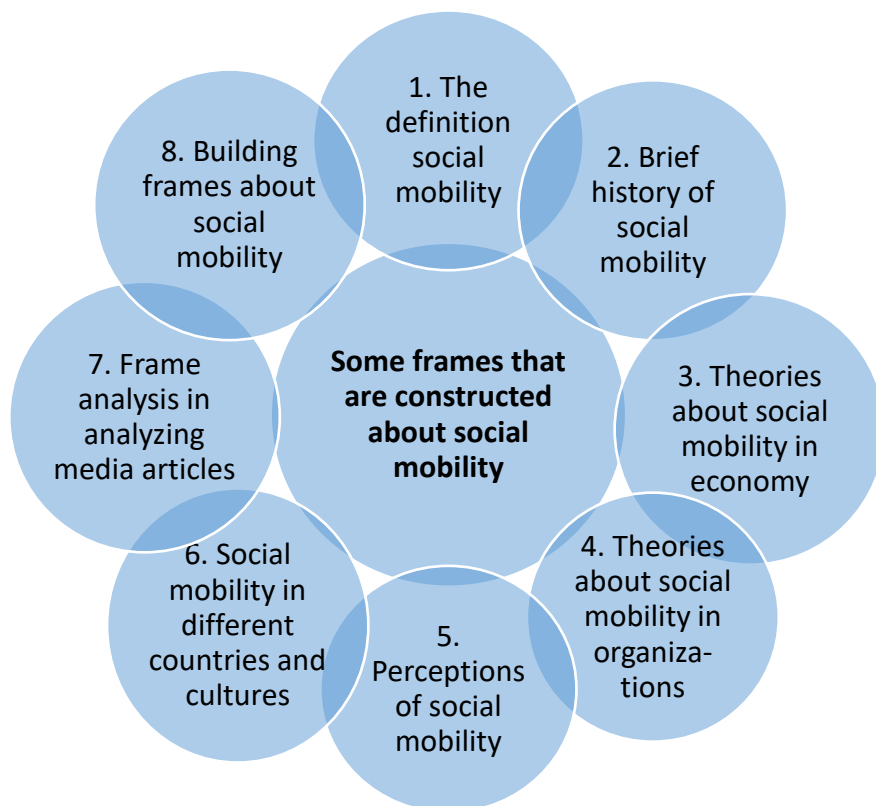 1. The
definition
social
mobility
2. Brief
history of
social
mobility
3. Theories
about social
mobility in
economy
4. Theories
about social
mobility in
organiza-
tions
5.
Perceptions
of social
mobility
6. Social
mobility in
different
countries and
cultures
7. Frame
analysis in
analyzing
media articles
8. Building
frames about
social
mobility
Some frames that
are constructed
about social
mobility